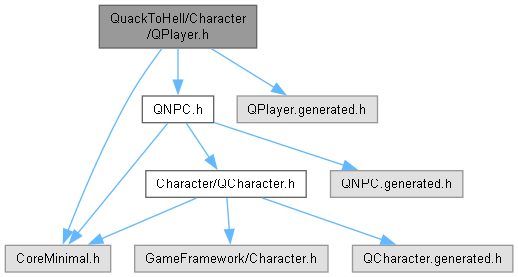 QuackToHell/Character
/QPlayer.h
QNPC.h
QPlayer.generated.h
Character/QCharacter.h
QNPC.generated.h
CoreMinimal.h
GameFramework/Character.h
QCharacter.generated.h